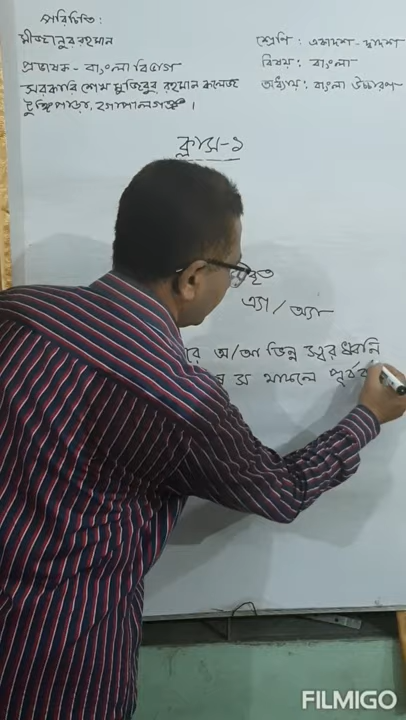 পরিচিতি:
মীজানুর রহমান
প্রভাষক - বাংলা বিভাগ
সরকারি শেখ মুজিবুর রহমান কলেজ
টুঙ্গিপাড়া, গোপালগঞ্জ।
শ্রেণি: একাদশ-দ্বাদশ
বিষয়: বাংলা
অধ্যায়: বাংলা উচ্চারণ
ক্লাস-১
এ্যা / অ্যা
রে অ/আ ভিন্ন স্বরধ্বনি
থাকলে পূর্ব
FILMIGO